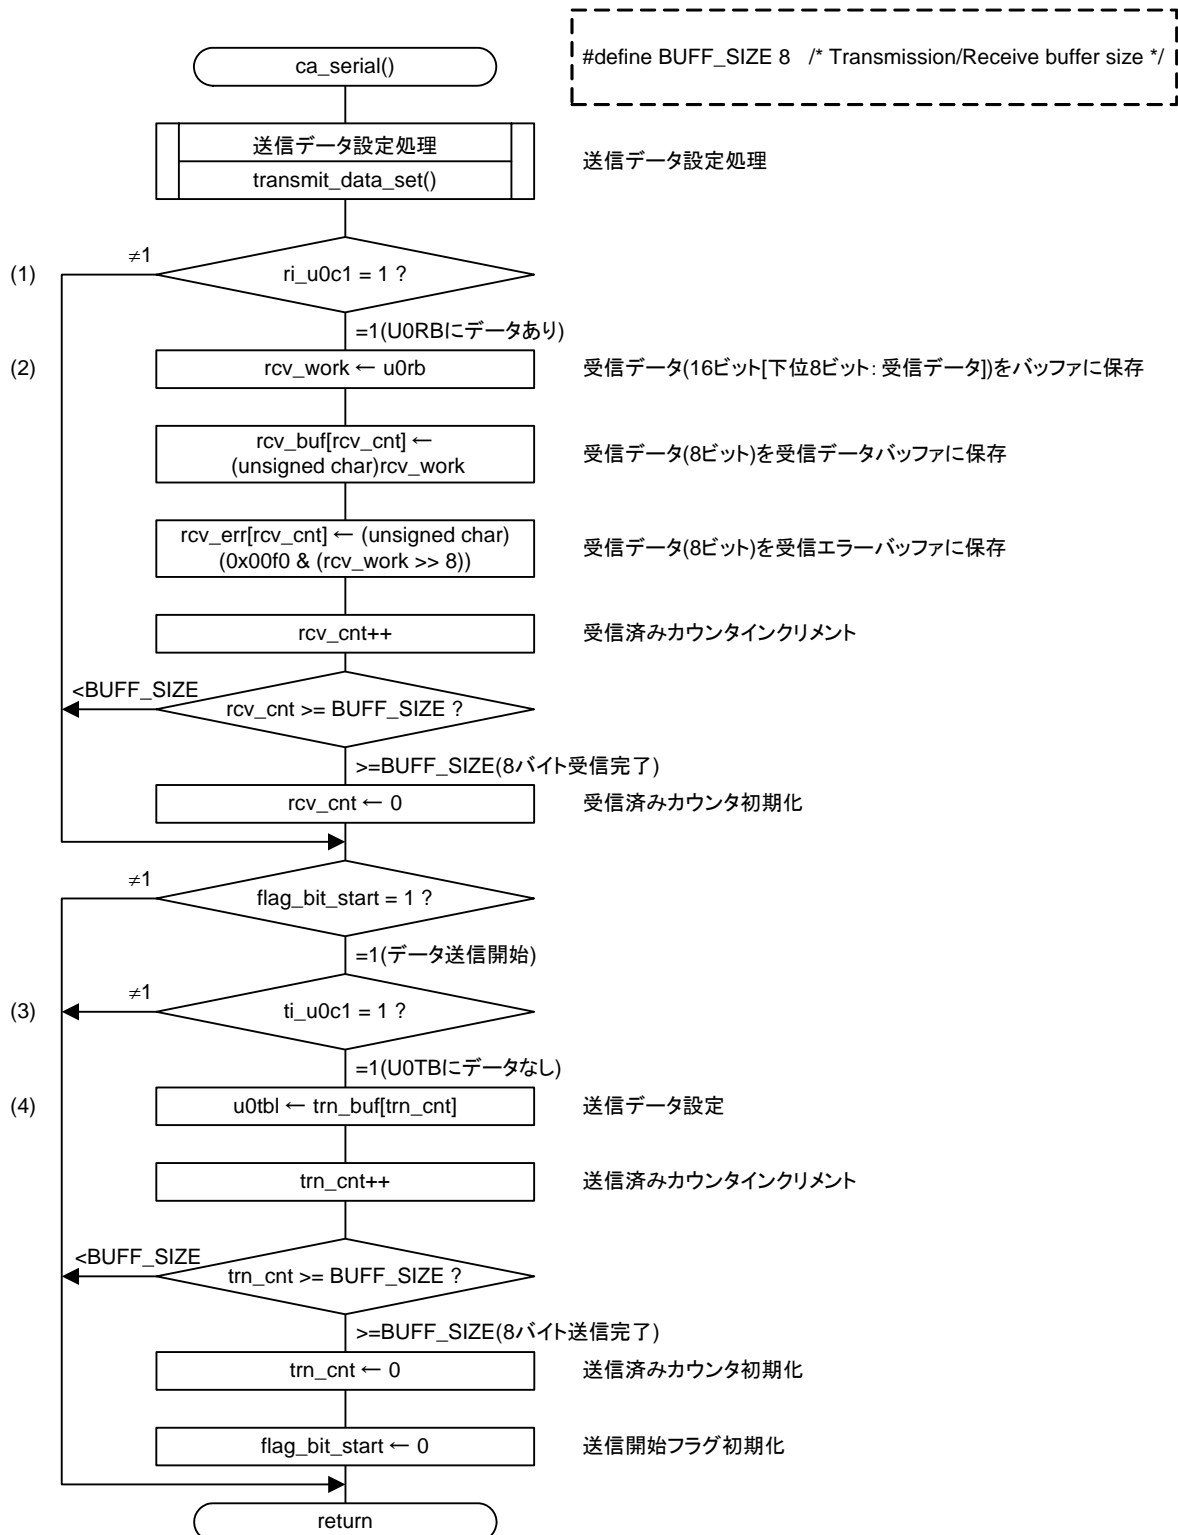 #define BUFF_SIZE 8 /* Transmission/Receive buffer size */
ca_serial()
送信データ設定処理
transmit_data_set()
送信データ設定処理
≠1
(1)
ri_u0c1 = 1 ?
=1(U0RBにデータあり)
(2)
rcv_work ← u0rb
受信データ(16ビット[下位8ビット: 受信データ])をバッファに保存
rcv_buf[rcv_cnt] ←
(unsigned char)rcv_work
受信データ(8ビット)を受信データバッファに保存
rcv_err[rcv_cnt] ← (unsigned char)
(0x00f0 & (rcv_work >> 8))
受信データ(8ビット)を受信エラーバッファに保存
rcv_cnt++
受信済みカウンタインクリメント
<BUFF_SIZE
rcv_cnt >= BUFF_SIZE ?
>=BUFF_SIZE(8バイト受信完了)
rcv_cnt ← 0
受信済みカウンタ初期化
≠1
flag_bit_start = 1 ?
=1(データ送信開始)
≠1
(3)
ti_u0c1 = 1 ?
=1(U0TBにデータなし)
(4)
u0tbl ← trn_buf[trn_cnt]
送信データ設定
trn_cnt++
送信済みカウンタインクリメント
<BUFF_SIZE
trn_cnt >= BUFF_SIZE ?
>=BUFF_SIZE(8バイト送信完了)
trn_cnt ← 0
送信済みカウンタ初期化
flag_bit_start ← 0
送信開始フラグ初期化
return